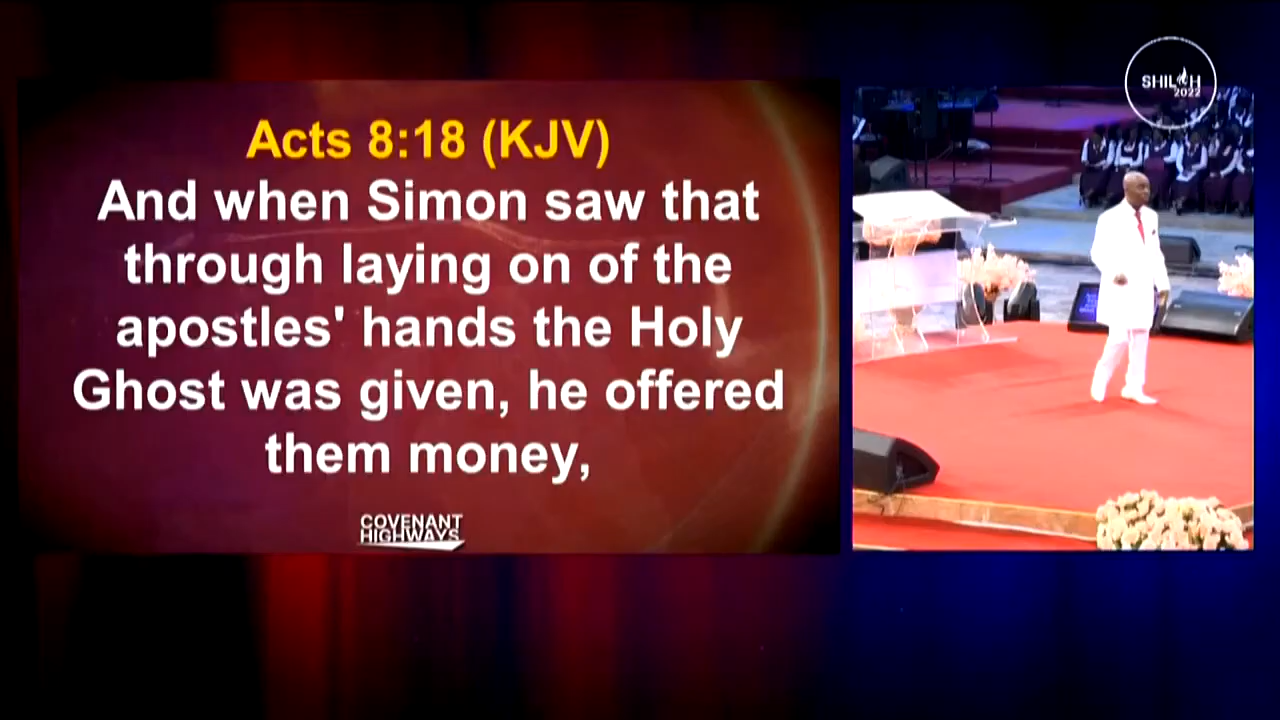 SHILOH
2022
Acts 8:18 (KJV)
And when Simon saw that
through laying on of the
apostles' hands the Holy
Ghost was given, he offered
them money,
COVENANT
HIGHWAYS